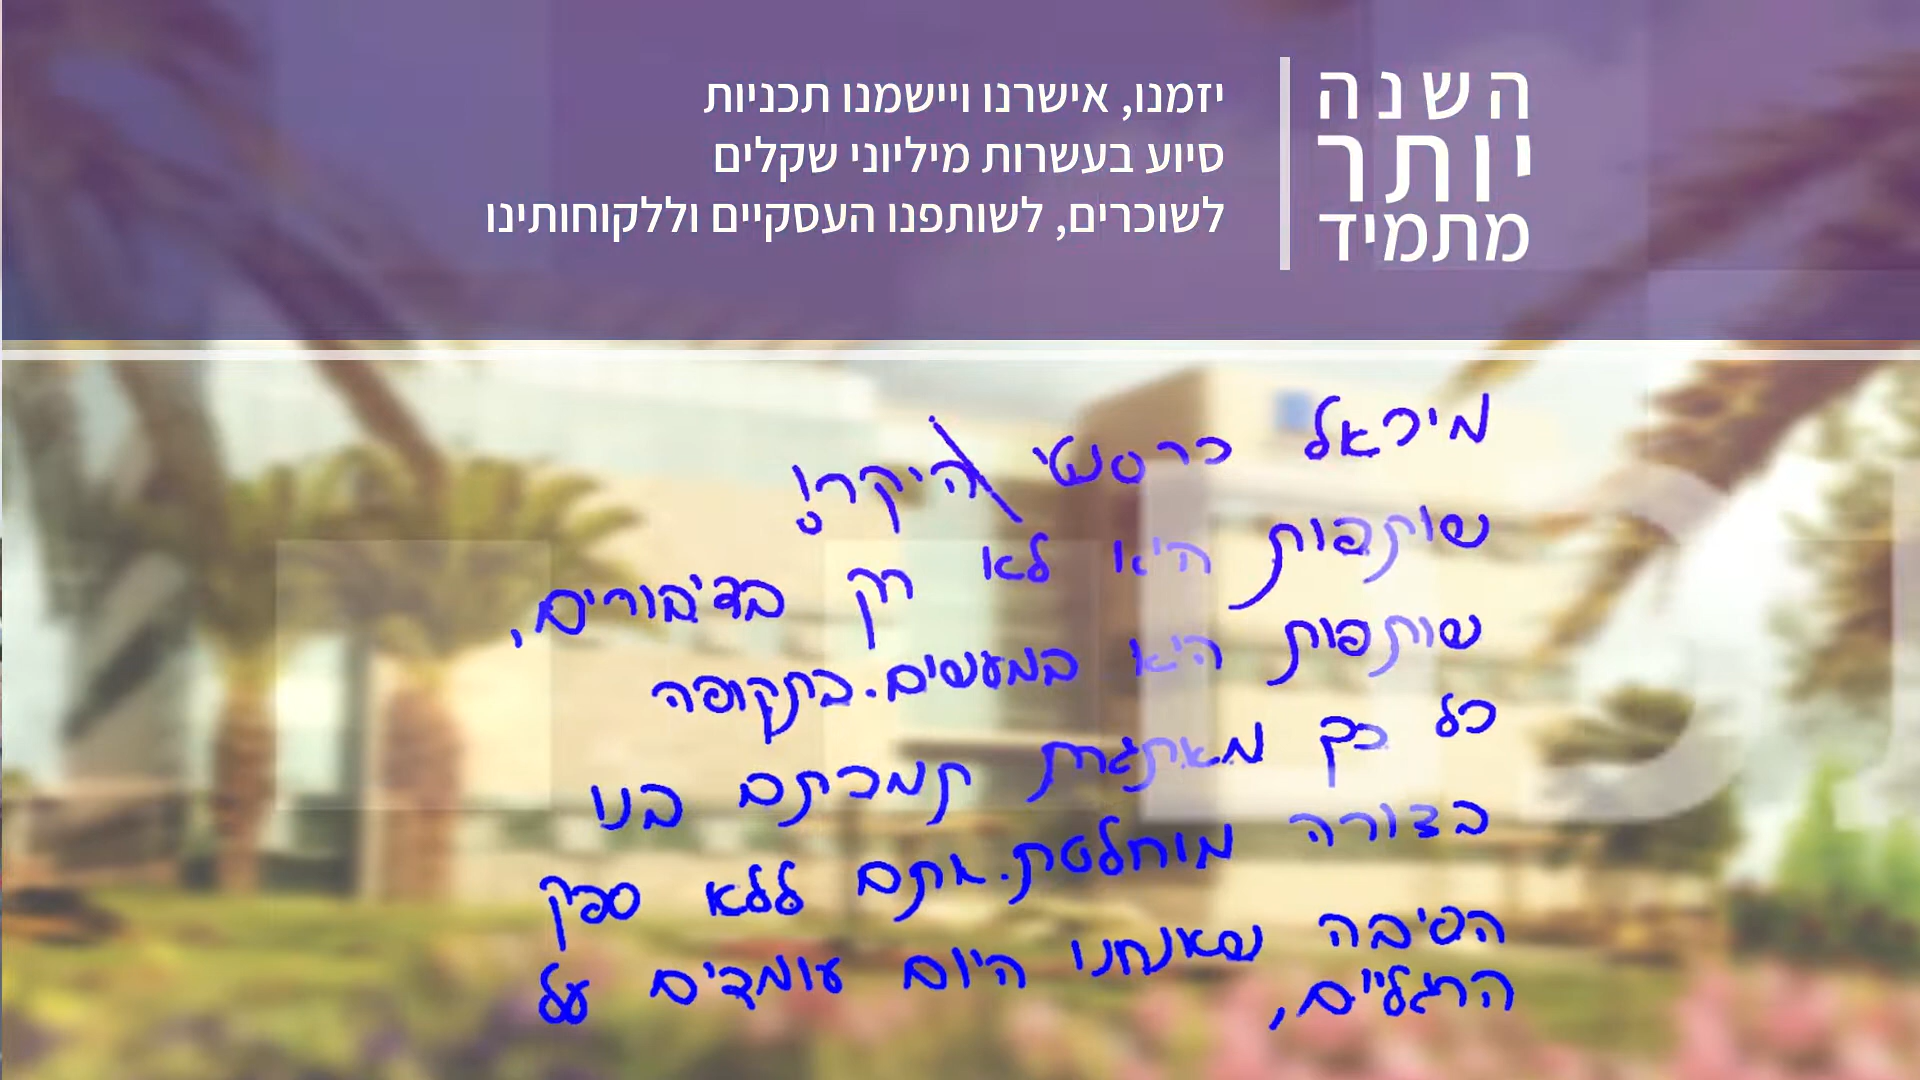 השנה
יותר
מתמיד
יזמנו, אישרנו ויישמנו תכניות
סיוע בעשרות מיליוני שקלים
לשוכרים, לשותפנו העסקיים וללקוחותינו
מיכאל כרסנטי היקר!
שותפות היא לא רק בדיבורים,
שותפות היא במעשים. בתקופה
כל כך מאתגרת תמכתם בנו
בצורה מוחלטת. אתם ללא ספק
הסיבה שאנחנו היום עומדים על
הרגליים,